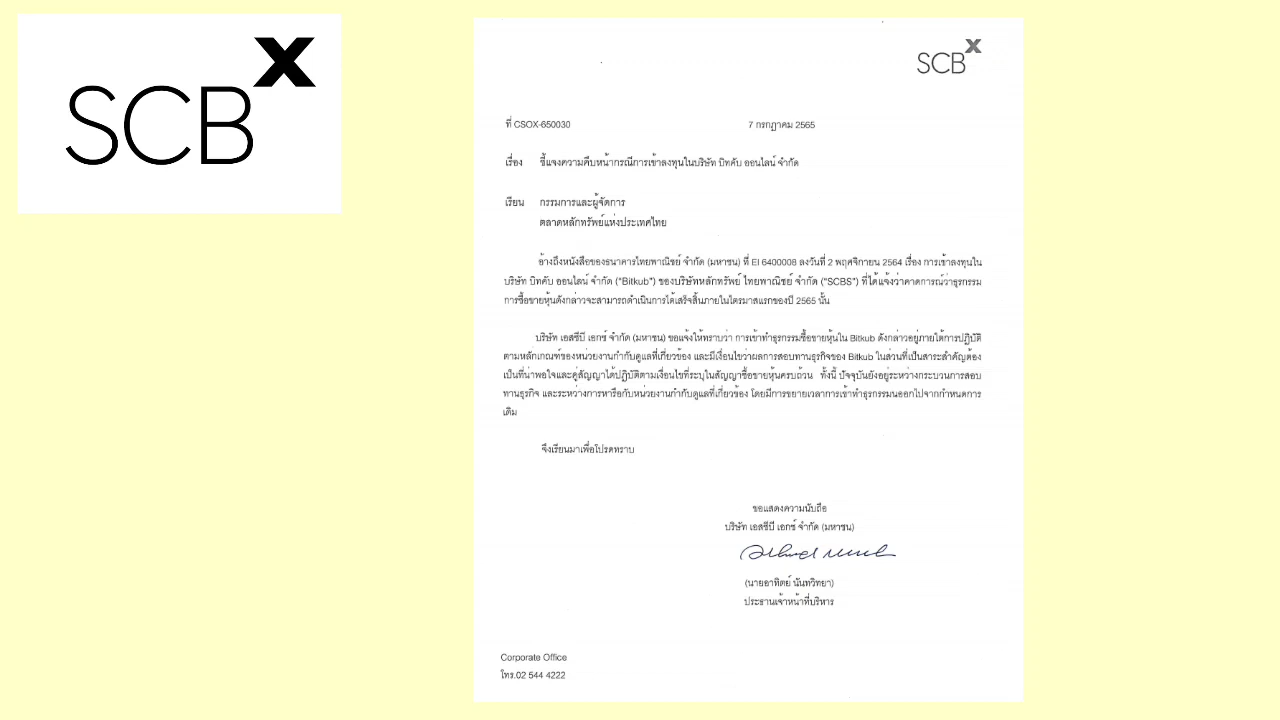 SCB X
SCB X
ที่ CSOX-650030
7 กรกฎาคม 2565
เรื่อง ชี้แจงความคืบหน้ากรณีการเข้าลงทุนในบริษัท บิทคับ ออนไลน์ จำกัด
เรียน กรรมการและผู้จัดการ
ตลาดหลักทรัพย์แห่งประเทศไทย
อ้างถึงหนังสือของธนาคารไทยพาณิชย์ จำกัด (มหาชน) ที่ EI 6400008 ลงวันที่ 2 พฤศจิกายน 2564 เรื่อง การเข้าลงทุนใน
บริษัท บิทคับ ออนไลน์ จำกัด ("Bitkub") ของบริษัทหลักทรัพย์ ไทยพาณิชย์ จำกัด ("SCBS") ที่ได้แจ้งว่าคาดการณ์ว่าธุรกรรม
การซื้อขายหุ้นดังกล่าวจะสามารถดำเนินการได้เสร็จสิ้นภายในไตรมาสแรกของปี 2565 นั้น
บริษัท เอสซีบี เอกซ์ จำกัด (มหาชน) ขอแจ้งให้ทราบว่า การเข้าทำธุรกรรมซื้อขายหุ้นใน Bitkub ดังกล่าวอยู่ภายใต้การปฏิบัติ
ตามหลักเกณฑ์ของหน่วยงานกำกับดูแลที่เกี่ยวข้อง และมีเงื่อนไขว่าผลการสอบทานธุรกิจของ Bitkub ในส่วนที่เป็นสาระสำคัญต้อง
เป็นที่น่าพอใจและคู่สัญญาได้ปฏิบัติตามเงื่อนไขที่ระบุในสัญญาซื้อขายหุ้นครบถ้วน ทั้งนี้ ปัจจุบันยังอยู่ระหว่างกระบวนการสอบ
ทานธุรกิจ และระหว่างการหารือกับหน่วยงานกำกับดูแลที่เกี่ยวข้อง โดยมีการขยายเวลาการเข้าทำธุรกรรมนออกไปจากกำหนดการ
เดิม
จึงเรียนมาเพื่อโปรดทราบ
ขอแสดงความนับถือ
บริษัท เอสซีบี เอกซ์ จำกัด (มหาชน)
(นายอาทิตย์ นันทวิทยา)
ประธานเจ้าหน้าที่บริหาร
Corporate Office
โทร.02 544 4222